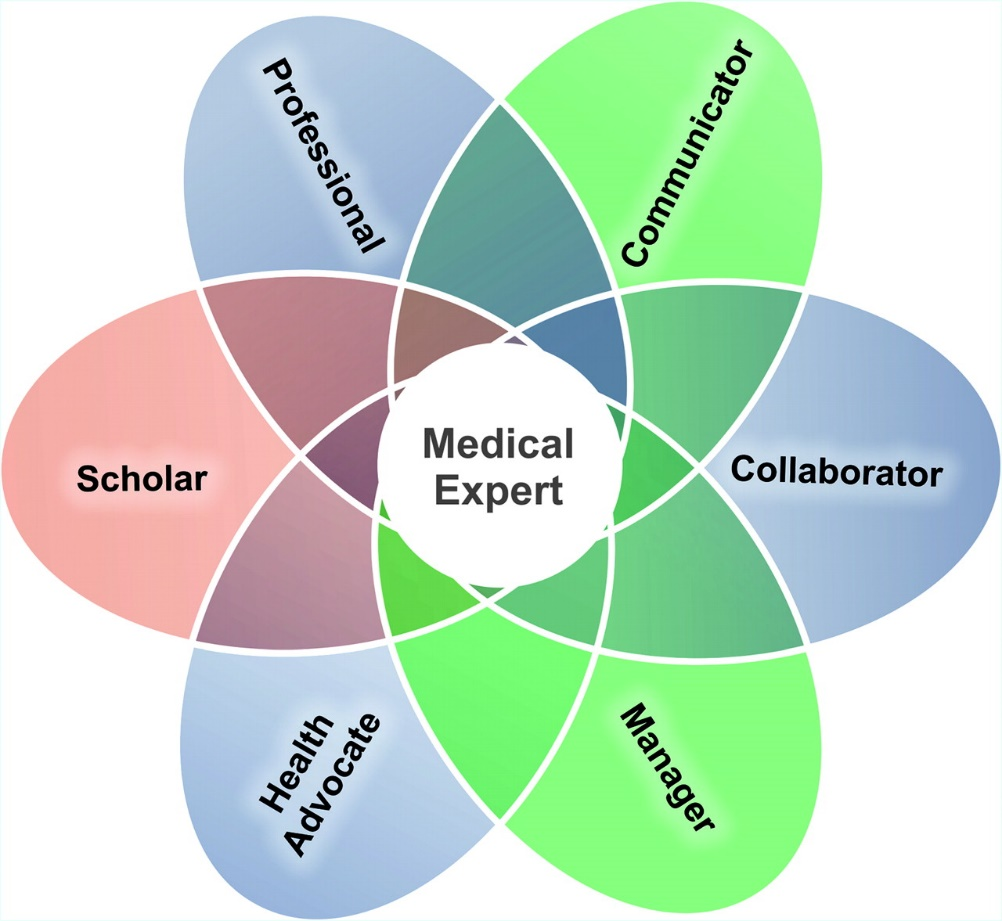 Professional
Communicator
Scholar
Medical
Expert
Collaborator
Health
Advocate
Manager